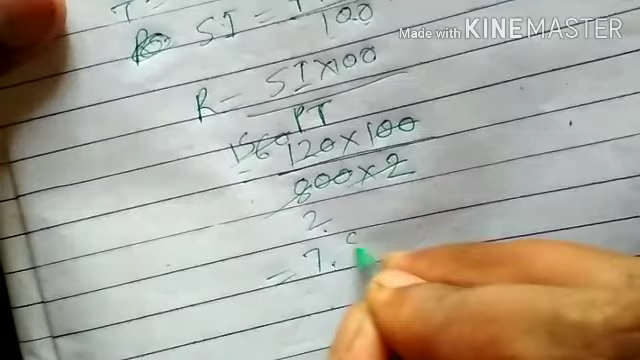 Made with KINEMASTER
SI =
100
R = SI×100
PT
= 120×100
800×2
2
= 7.